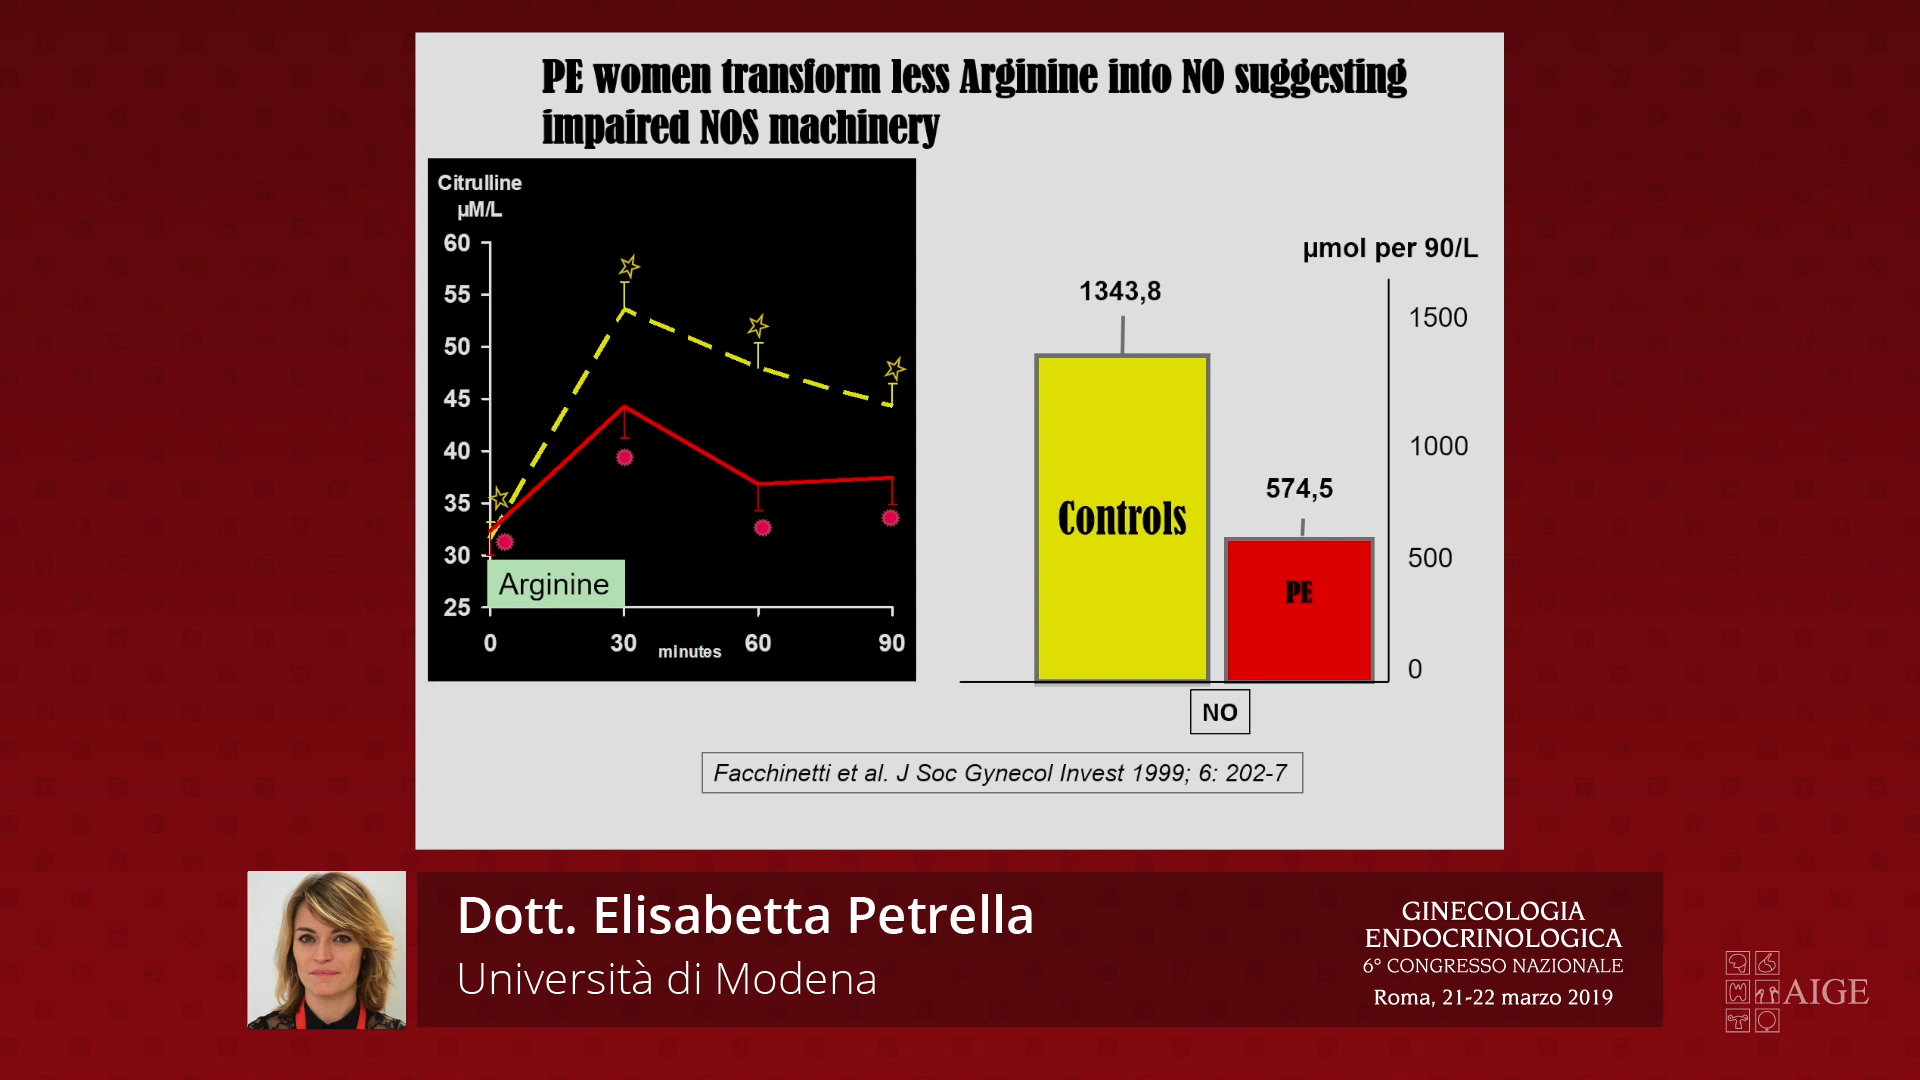 PE women transform less Arginine into NO suggesting
impaired NOS machinery
Citrulline
µM/L
60
55
50
45
40
35
30
25
Arginine
0
30
minutes
60
90
µmol per 90/L
1343,8
1500
1000
574,5
Controls
500
PE
0
NO
Facchinetti et al. J Soc Gynecol Invest 1999; 6: 202-7
Dott. Elisabetta Petrella
Università di Modena
GINECOLOGIA
ENDOCRINOLOGICA
6° CONGRESSO NAZIONALE
Roma, 21-22 marzo 2019
AIGE